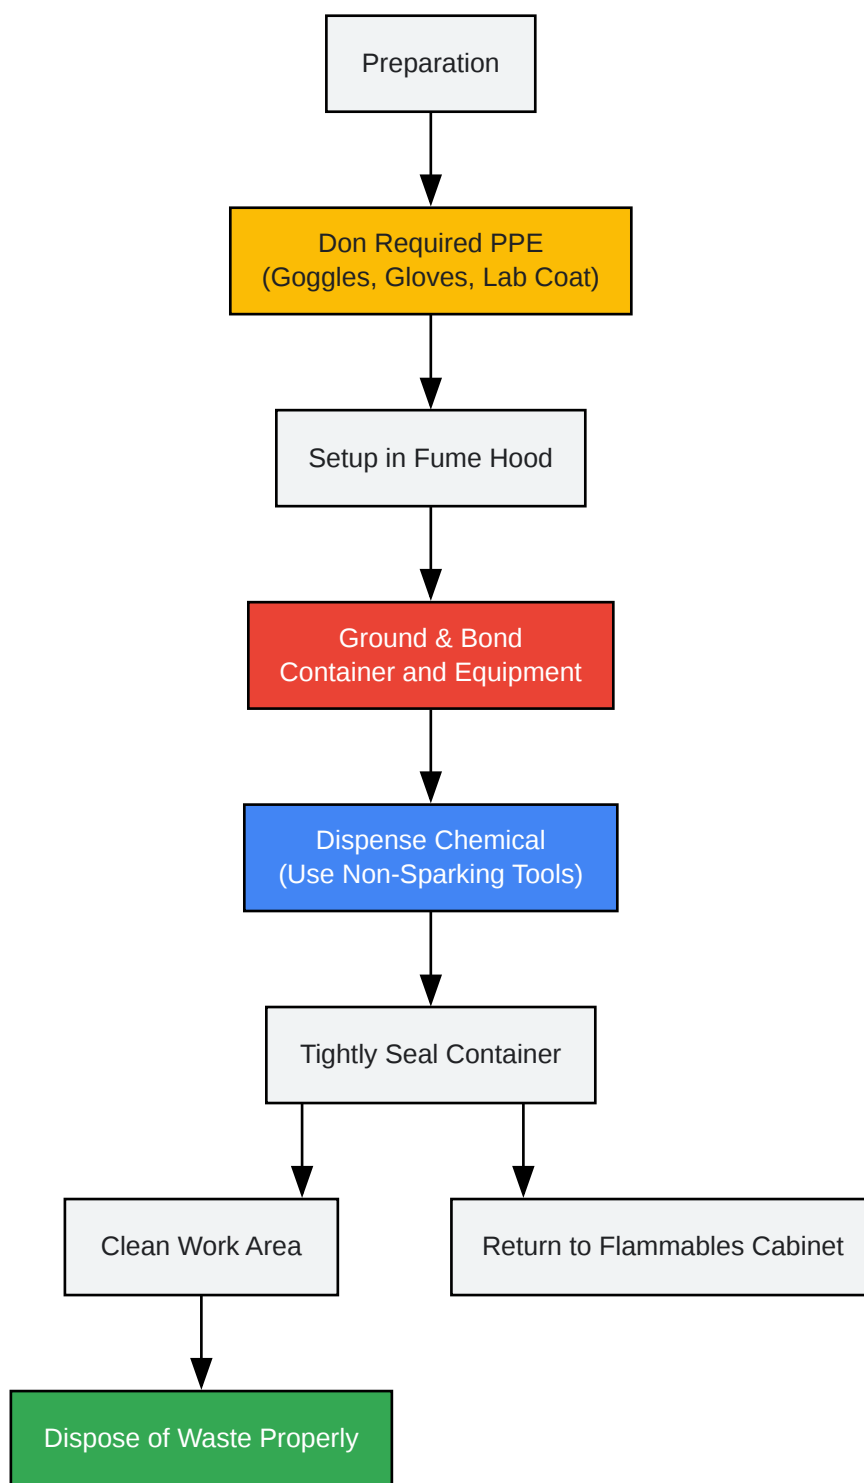 Preparation
Don Required PPE
(Goggles, Gloves, Lab Coat)
Setup in Fume Hood
Ground & Bond
Container and Equipment
Dispense Chemical
(Use Non-Sparking Tools)
Tightly Seal Container
Clean Work Area
Return to Flammables Cabinet
Dispose of Waste Properly